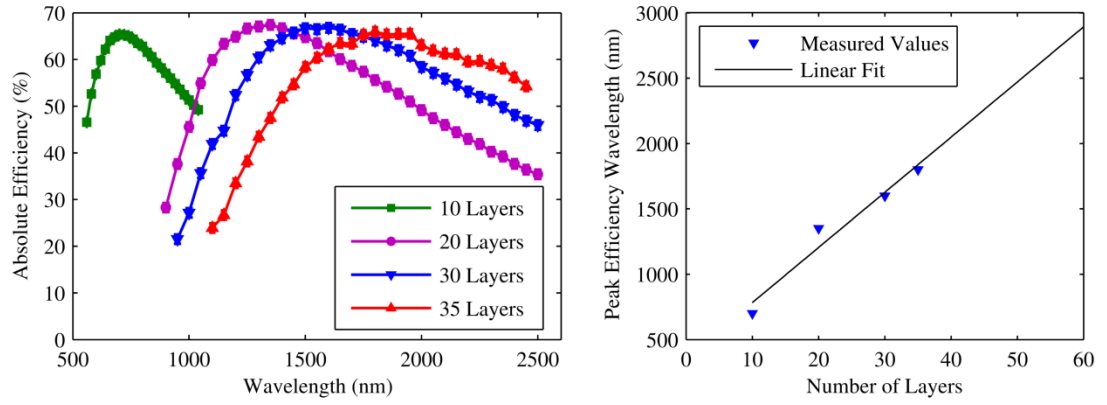 70
60
50
40
30
20
10
0
Absolute Efficiency (%)
10 Layers
20 Layers
30 Layers
35 Layers
500 1000 1500 2000 2500
Wavelength (nm)
3000
2500
2000
1500
1000
500
Peak Efficiency Wavelength (nm)
Measured Values
Linear Fit
0 10 20 30 40 50 60
Number of Layers